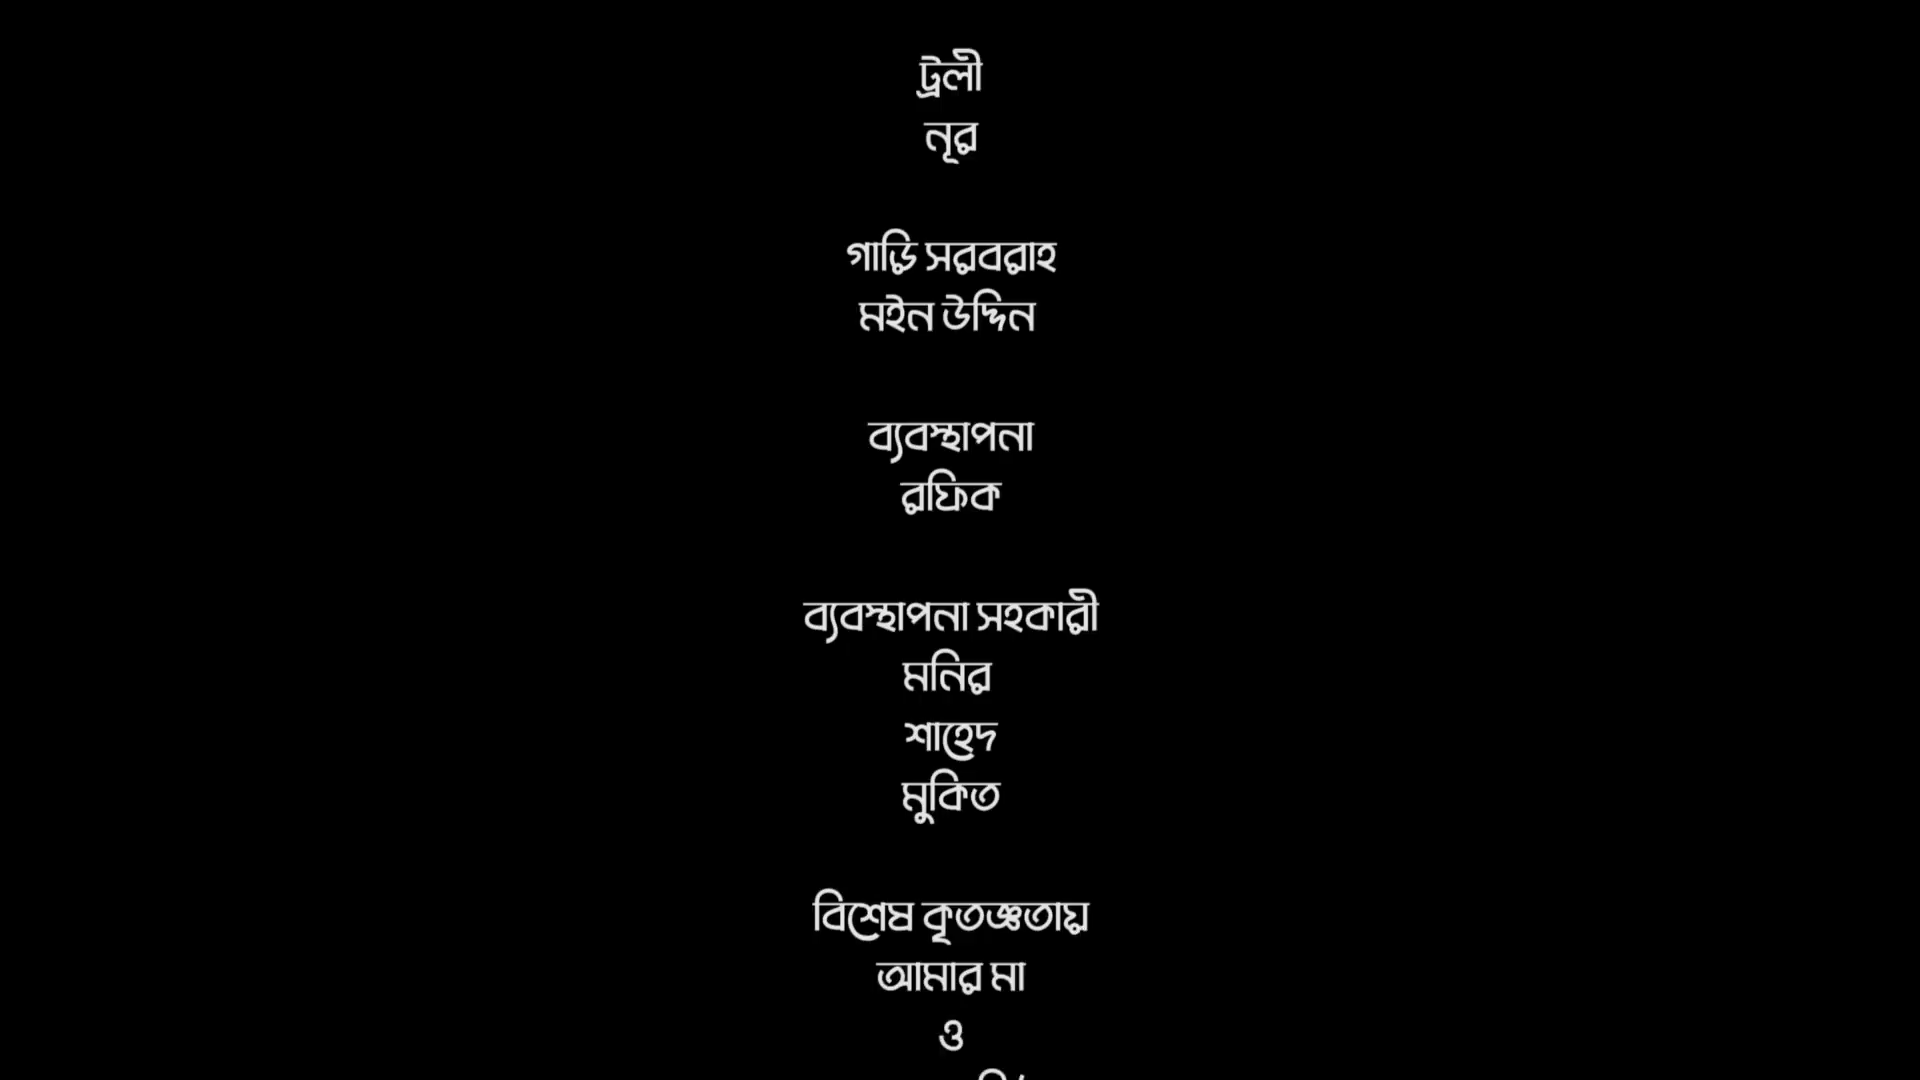 ট্রলী
নূর
গাড়ি সরবরাহ
মইন উদ্দিন
ব্যবস্থাপনা
রফিক
ব্যবস্থাপনা সহকারী
মনির
শাহেদ
মুকিত
বিশেষ কৃতজ্ঞতায়
আমার মা
ও